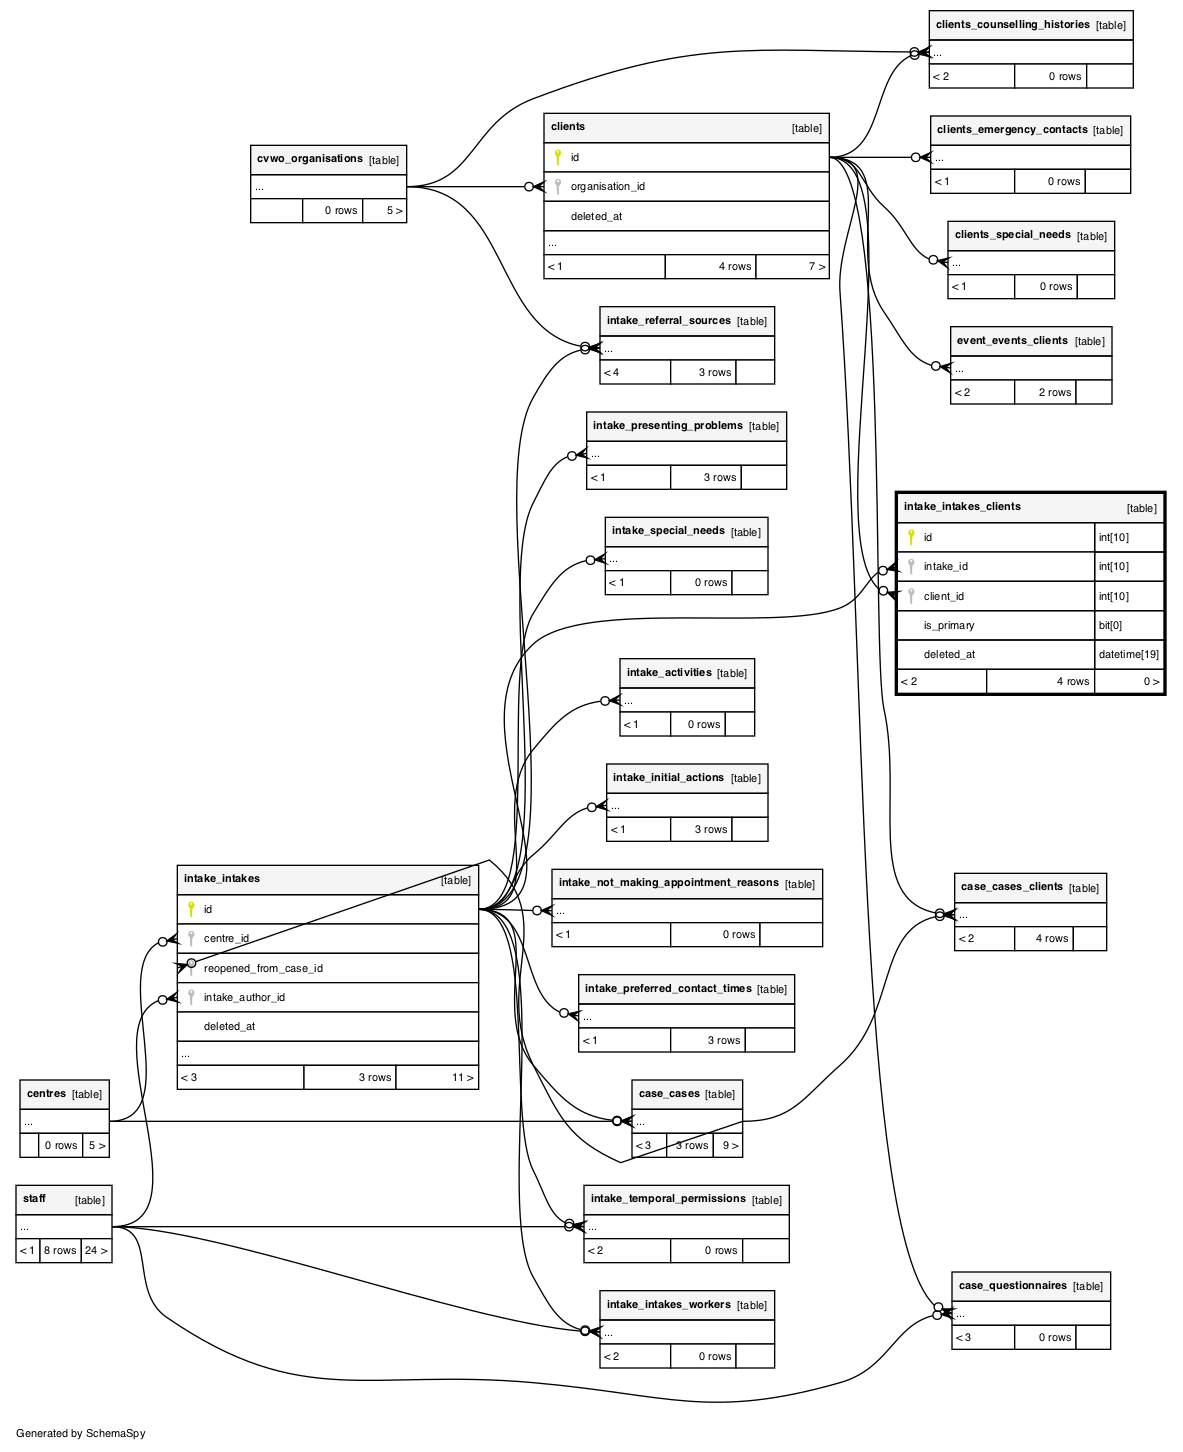 clients_counselling_histories [table]
...
< 2 0 rows
clients [table]
id
organisation_id
deleted_at
...
< 1 4 rows 7 >
clients_emergency_contacts [table]
...
< 1 0 rows
cvwo_organisations [table]
...
0 rows 5 >
clients_special_needs [table]
...
< 1 0 rows
intake_referral_sources [table]
...
< 4 3 rows
event_events_clients [table]
...
< 2 2 rows
intake_presenting_problems [table]
...
< 1 3 rows
intake_intakes_clients [table]
id int[10]
intake_id int[10]
client_id int[10]
is_primary bit[0]
deleted_at datetime[19]
< 2 4 rows 0 >
intake_special_needs [table]
...
< 1 0 rows
intake_activities [table]
...
< 1 0 rows
intake_initial_actions [table]
...
< 1 3 rows
intake_intakes [table]
id
centre_id
reopened_from_case_id
intake_author_id
deleted_at
...
< 3 3 rows 11 >
intake_not_making_appointment_reasons [table]
...
< 1 0 rows
case_cases_clients [table]
...
< 2 4 rows
intake_preferred_contact_times [table]
...
< 1 3 rows
centres [table]
...
0 rows 5 >
case_cases [table]
...
< 3 3 rows 9 >
staff [table]
...
< 1 8 rows 24 >
intake_temporal_permissions [table]
...
< 2 0 rows
case_questionnaires [table]
...
< 3 0 rows
intake_intakes_workers [table]
...
< 2 0 rows
Generated by SchemaSpy